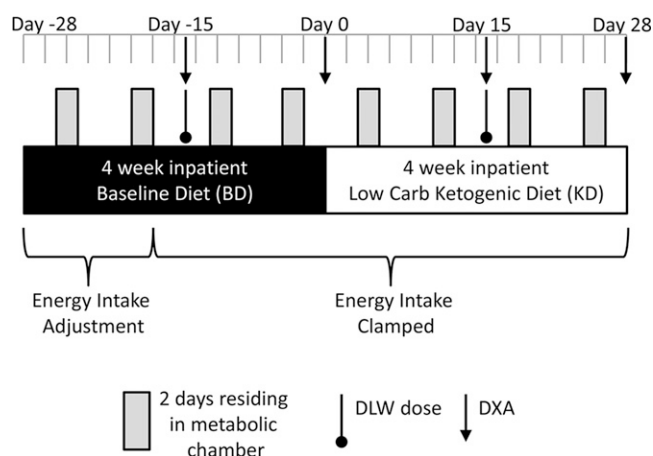 Day -28 Day -15 Day 0 Day 15 Day 28
4 week inpatient
Baseline Diet (BD)
4 week inpatient
Low Carb Ketogenic Diet (KD)
Energy Intake
Adjustment
Energy Intake
Clamped
2 days residing
in metabolic
chamber
DLW dose
DXA